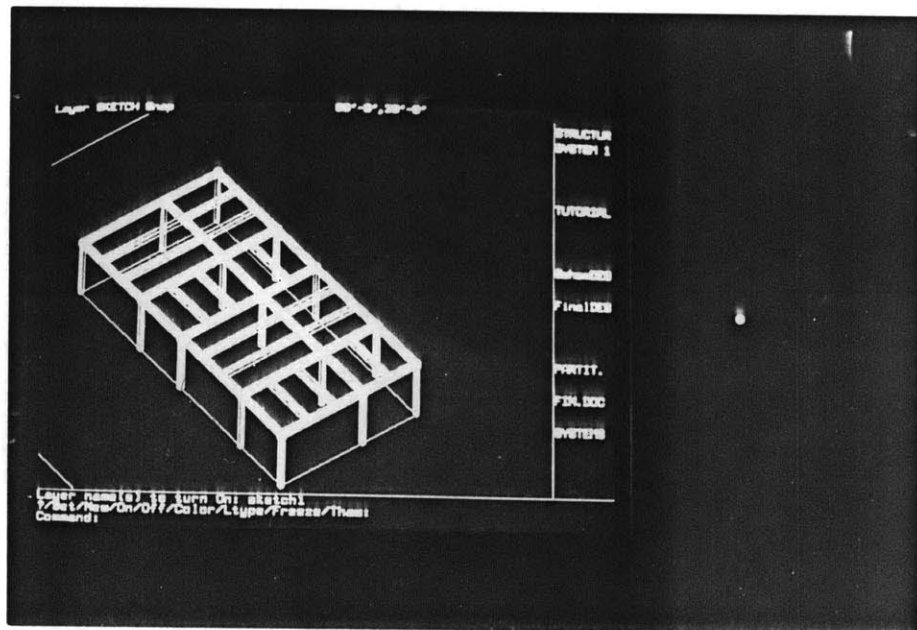 Layer SKETCH Snap
STRUCTUR
SYSTEM 1
TUTORIAL
FinalDES
PARTIT.
FIN.DOC
SYSTEMS
Layer name(s) to turn On: sketch1
?/Set/New/On/Off/Color/Ltype/Freeze/Thaw:
Command: